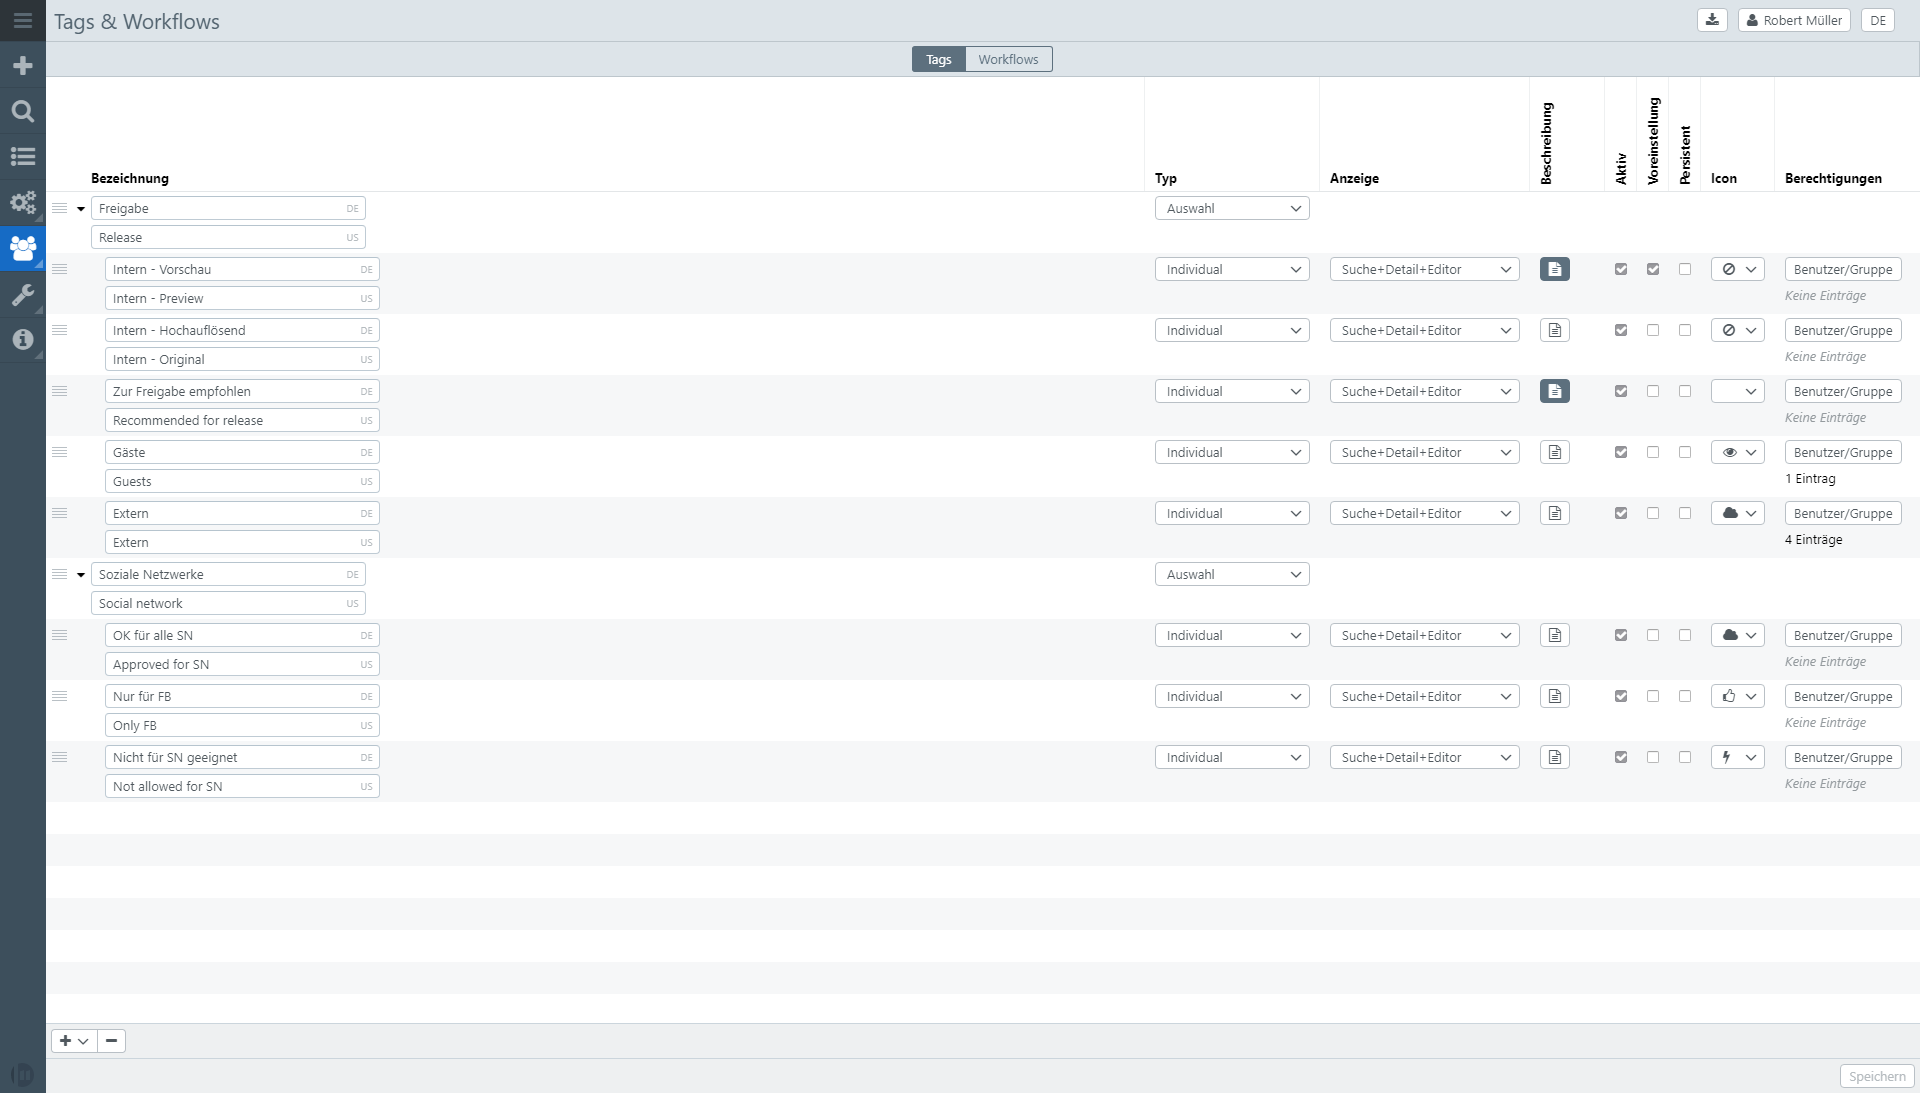 Tags & Workflows
Robert Müller
DE
Tags
Workflows
Bezeichnung
Typ
Anzeige
Beschreibung
Aktiv
Voreinstellung
Persistent
Icon
Berechtigungen
Freigabe DE
Auswahl
Release US
Intern - Vorschau DE
Individual
Suche+Detail+Editor
Benutzer/Gruppe
Intern - Preview US
Keine Einträge
Intern - Hochauflösend DE
Individual
Suche+Detail+Editor
Benutzer/Gruppe
Intern - Original US
Keine Einträge
Zur Freigabe empfohlen DE
Individual
Suche+Detail+Editor
Benutzer/Gruppe
Recommended for release US
Keine Einträge
Gäste DE
Individual
Suche+Detail+Editor
Benutzer/Gruppe
Guests US
1 Eintrag
Extern DE
Individual
Suche+Detail+Editor
Benutzer/Gruppe
Extern US
4 Einträge
Soziale Netzwerke DE
Auswahl
Social network US
OK für alle SN DE
Individual
Suche+Detail+Editor
Benutzer/Gruppe
Approved for SN US
Keine Einträge
Nur für FB DE
Individual
Suche+Detail+Editor
Benutzer/Gruppe
Only FB US
Keine Einträge
Nicht für SN geeignet DE
Individual
Suche+Detail+Editor
Benutzer/Gruppe
Not allowed for SN US
Keine Einträge
Speichern